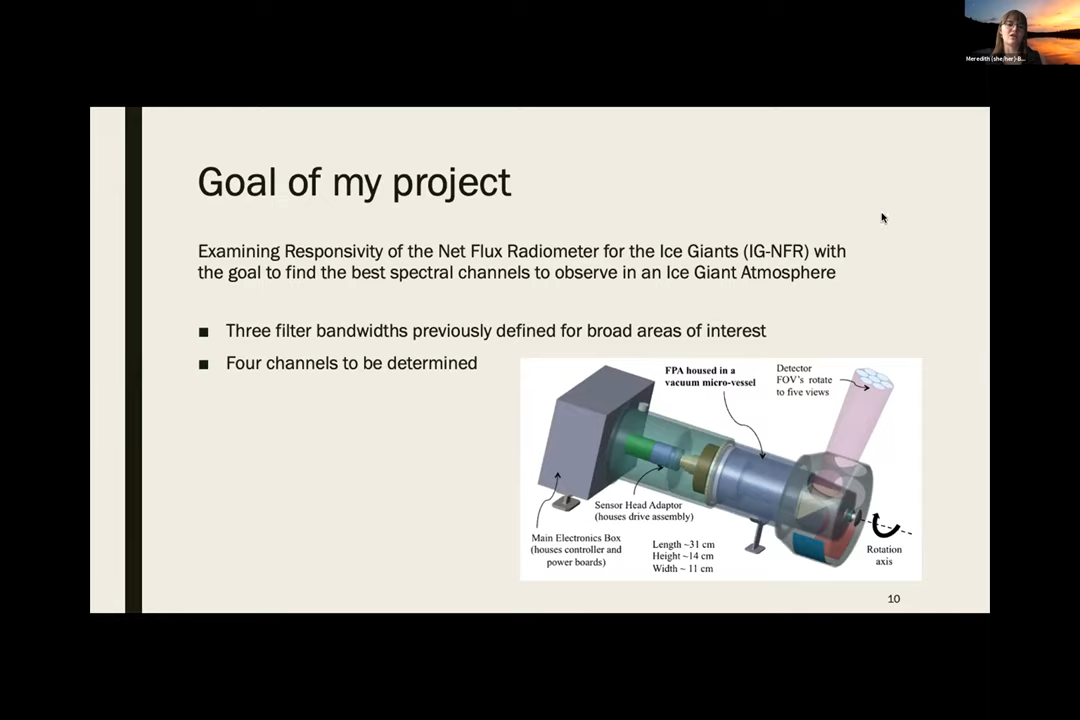 Meredith (she/her)-B...
Goal of my project
Examining Responsivity of the Net Flux Radiometer for the Ice Giants (IG-NFR) with
the goal to find the best spectral channels to observe in an Ice Giant Atmosphere
■ Three filter bandwidths previously defined for broad areas of interest
■ Four channels to be determined
FPA housed in a
vacuum micro-vessel
Detector
FOV's rotate
to five views
Sensor Head Adaptor
(houses drive assembly)
Main Electronics Box
(houses controller and
power boards)
Length ~31 cm
Height ~14 cm
Width ~ 11 cm
Rotation
axis
10